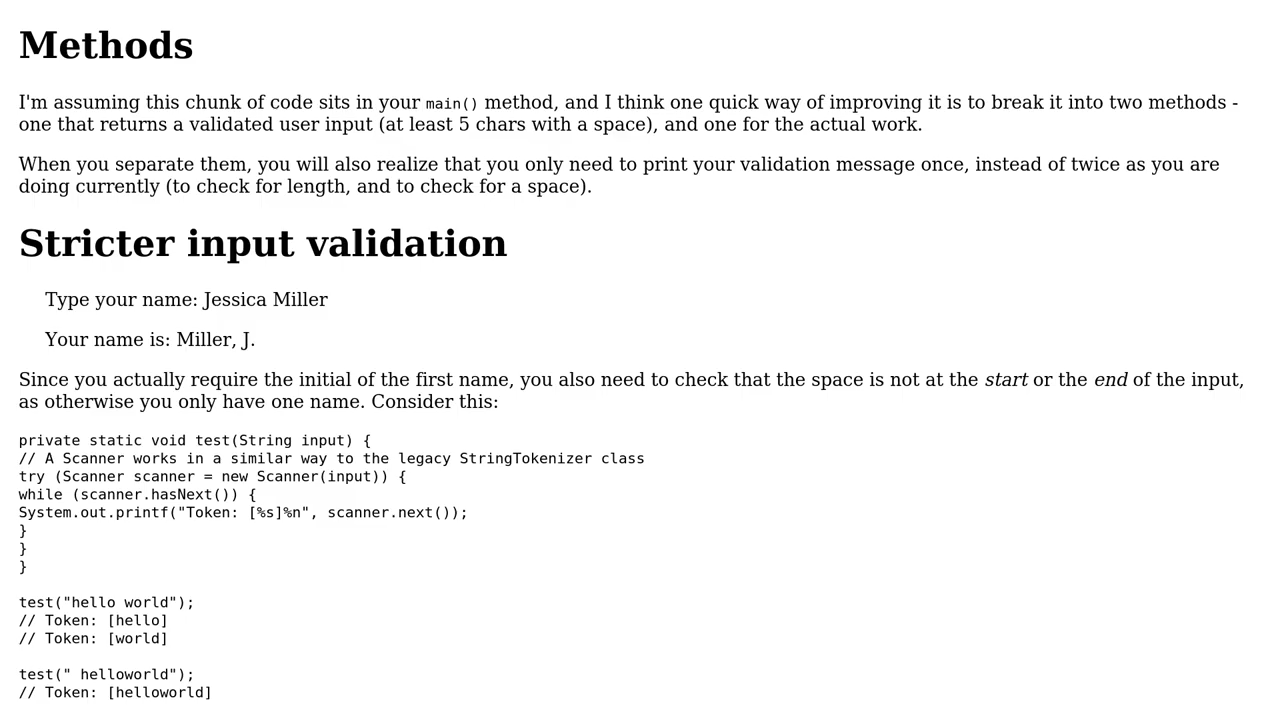 Methods
I'm assuming this chunk of code sits in your main() method, and I think one quick way of improving it is to break it into two methods -
one that returns a validated user input (at least 5 chars with a space), and one for the actual work.
When you separate them, you will also realize that you only need to print your validation message once, instead of twice as you are
doing currently (to check for length, and to check for a space).
Stricter input validation
Type your name: Jessica Miller
Your name is: Miller, J.
Since you actually require the initial of the first name, you also need to check that the space is not at the start or the end of the input,
as otherwise you only have one name. Consider this:
private static void test(String input) {
// A Scanner works in a similar way to the legacy StringTokenizer class
try (Scanner scanner = new Scanner(input)) {
while (scanner.hasNext()) {
System.out.printf("Token: [%s]%n", scanner.next());
}
}
}
test("hello world");
// Token: [hello]
// Token: [world]
test(" helloworld");
// Token: [helloworld]